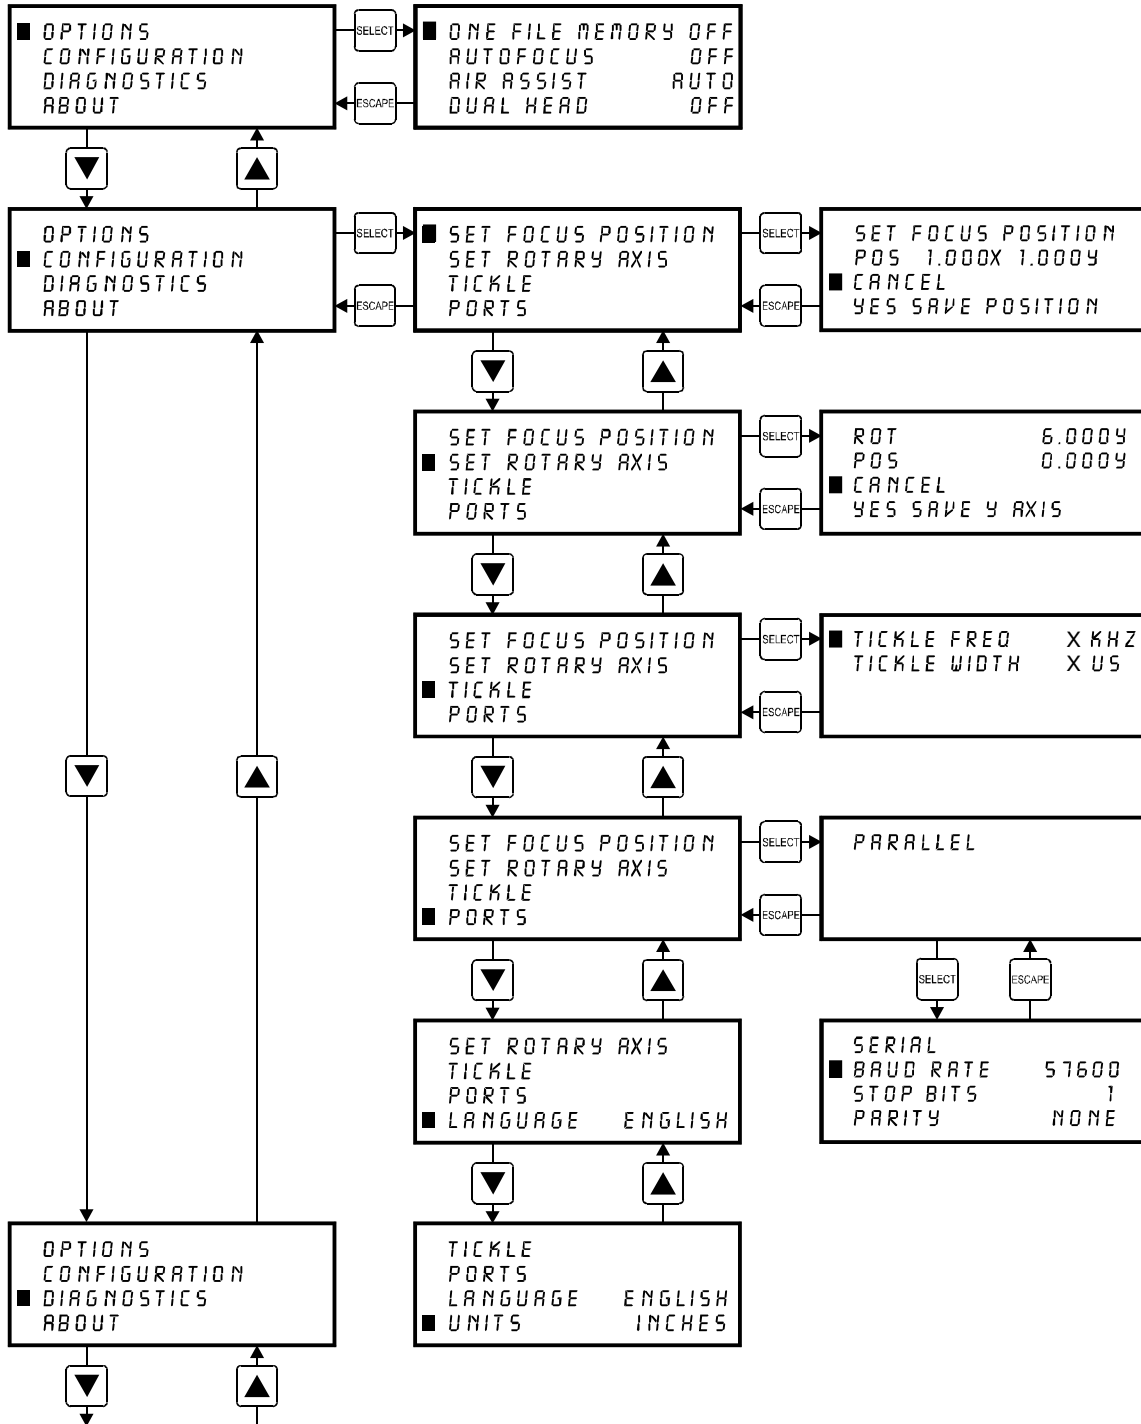 OPTIONS
CONFIGURATION
DIAGNOSTICS
ABOUT
SELECT
ESCAPE
ONE FILE MEMORY OFF
AUTOFOCUS OFF
AIR ASSIST AUTO
DUAL HEAD OFF
OPTIONS
CONFIGURATION
DIAGNOSTICS
ABOUT
SELECT
ESCAPE
SET FOCUS POSITION
SET ROTARY AXIS
TICKLE
PORTS
SELECT
ESCAPE
SET FOCUS POSITION
POS 1.000X 1.000Y
CANCEL
YES SAVE POSITION
SET FOCUS POSITION
SET ROTARY AXIS
TICKLE
PORTS
SELECT
ESCAPE
ROT 6.000Y
POS 0.000Y
CANCEL
YES SAVE Y AXIS
SET FOCUS POSITION
SET ROTARY AXIS
TICKLE
PORTS
SELECT
ESCAPE
TICKLE FREQ X KHZ
TICKLE WIDTH X US
SET FOCUS POSITION
SET ROTARY AXIS
TICKLE
PORTS
SELECT
ESCAPE
PARALLEL
SELECT
ESCAPE
SET ROTARY AXIS
TICKLE
PORTS
LANGUAGE ENGLISH
SERIAL
BAUD RATE 57600
STOP BITS 1
PARITY NONE
OPTIONS
CONFIGURATION
DIAGNOSTICS
ABOUT
TICKLE
PORTS
LANGUAGE ENGLISH
UNITS INCHES